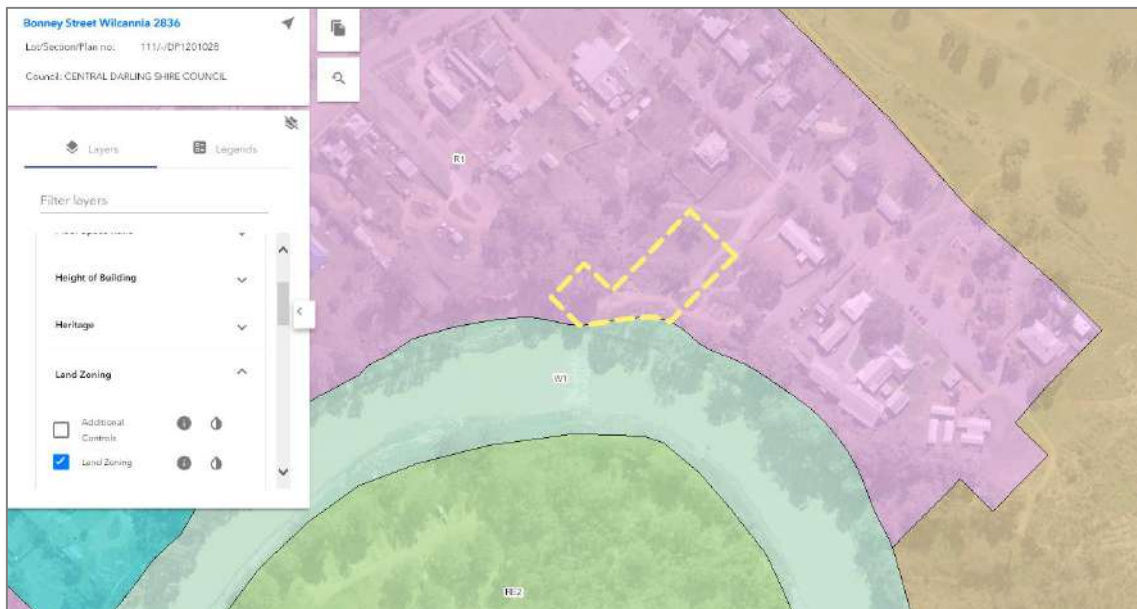 Bonney Street Wilcannia 2836
Lot/Section/Plan no: 111/-/DP1201028
Council: CENTRAL DARLING SHIRE COUNCIL
Layers Legends
Filter layers
Height of Building
Heritage
Land Zoning
Additional
Controls
Land Zoning
R1
W1
RE2